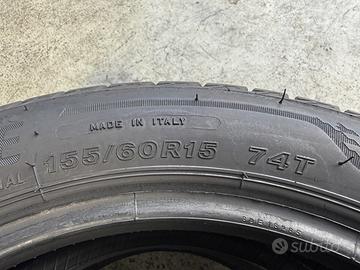 MADE IN ITALY
155/60R15 74T
subito